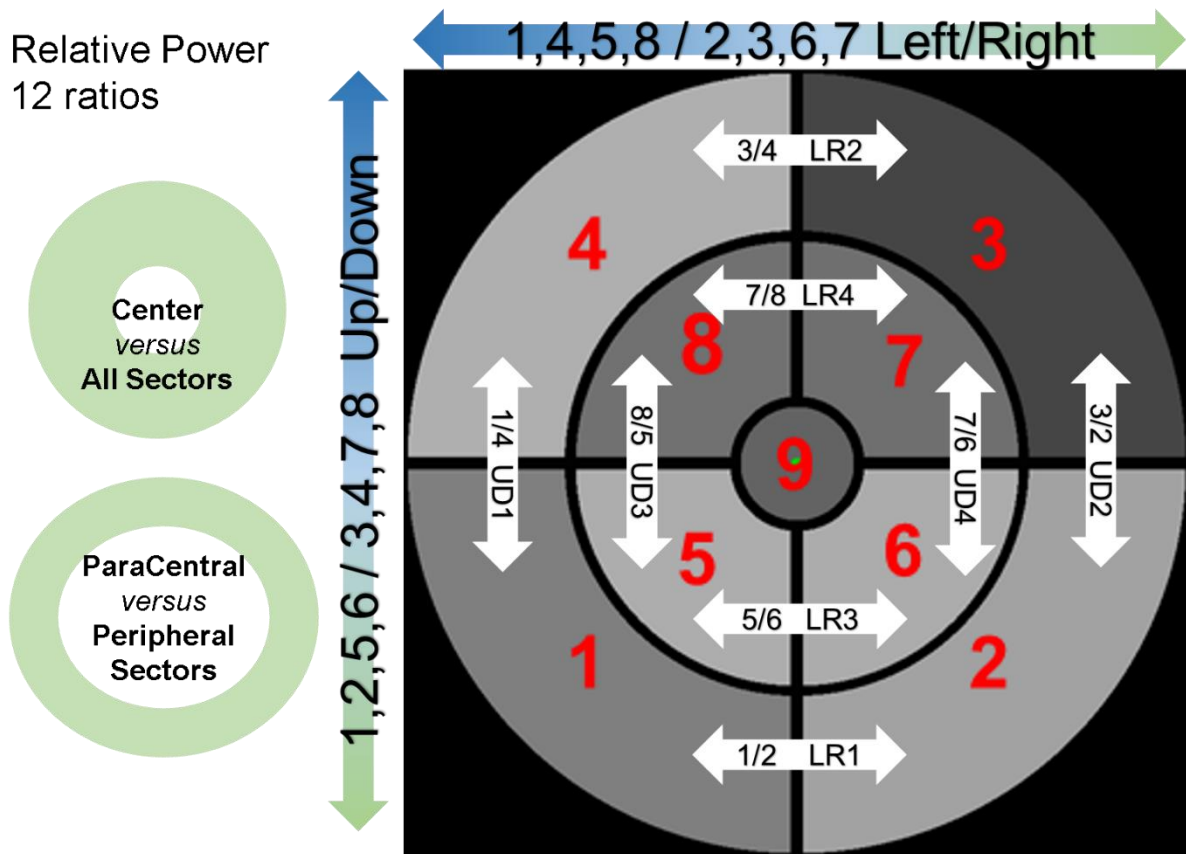 Relative Power
12 ratios
1,4,5,8 / 2,3,6,7 Left/Right
1,2,5,6 / 3,4,7,8 Up/Down
Center
versus
All Sectors
ParaCentral
versus
Peripheral
Sectors
3/4 LR2
4
3
7/8 LR4
8
7
1/4 UD1
8/5 UD3
7/6 UD4
3/2 UD2
9
5
6
5/6 LR3
1
2
1/2 LR1